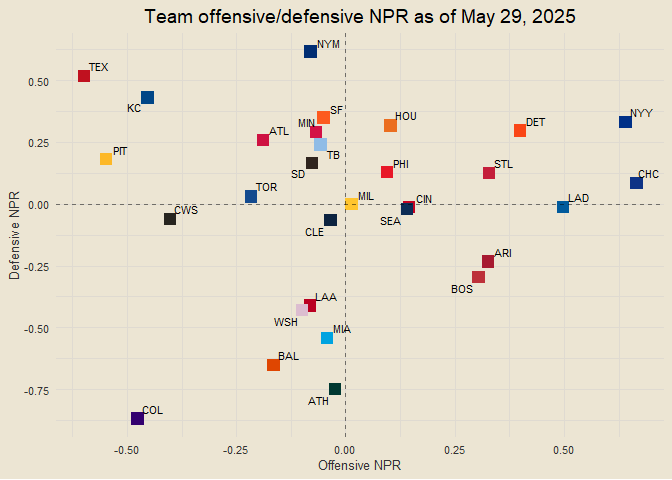 Team offensive/defensive NPR as of May 29, 2025
NYM
TEX
0.50
KC
SF
HOU
NYY
MIN
DET
ATL
0.25
PIT
TB
SD
PHI
STL
CHC
TOR
MIL
CIN
LAD
0.00
CWS
SEA
CLE
Defensive NPR
-0.25
ARI
BOS
LAA
WSH
-0.50
MIA
BAL
-0.75
ATH
COL
-0.50
-0.25
0.00
0.25
0.50
Offensive NPR